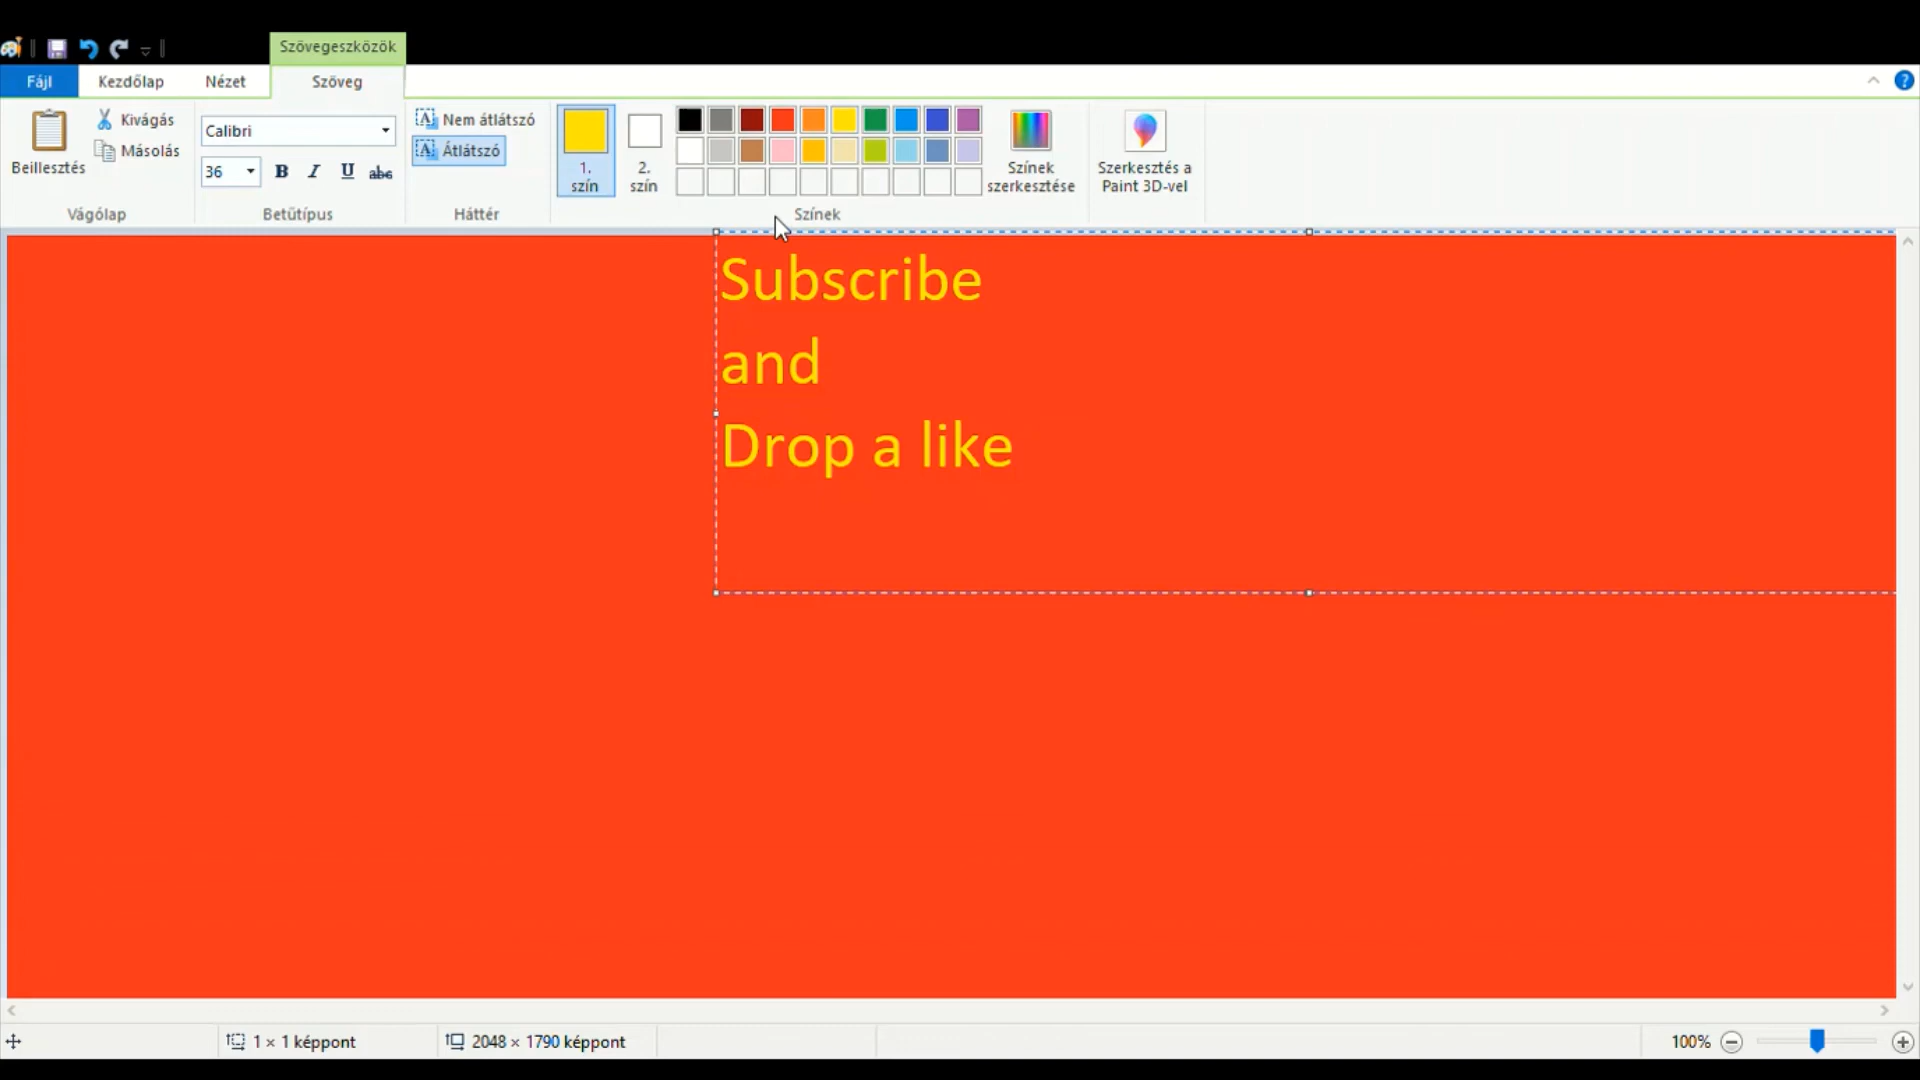 Szövegeszközök
Fájl
Kezdőlap
Nézet
Szöveg
Beillesztés
Kivágás
Másolás
Vágólap
Calibri
36
B I U abc
Betűtípus
Nem átlátszó
Átlátszó
Háttér
1.
szín
2.
szín
Színek
Színek
szerkesztése
Szerkesztés a
Paint 3D-vel
Subscribe
and
Drop a like
1 × 1 képpont
2048 × 1790 képpont
100%